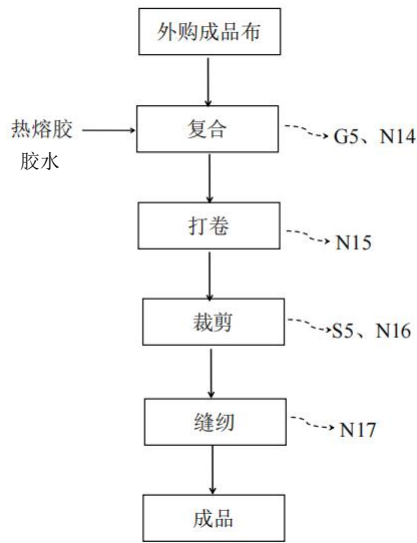 外购成品布
热熔胶
胶水
复合
G5、N14
打卷
N15
裁剪
S5、N16
缝纫
N17
成品